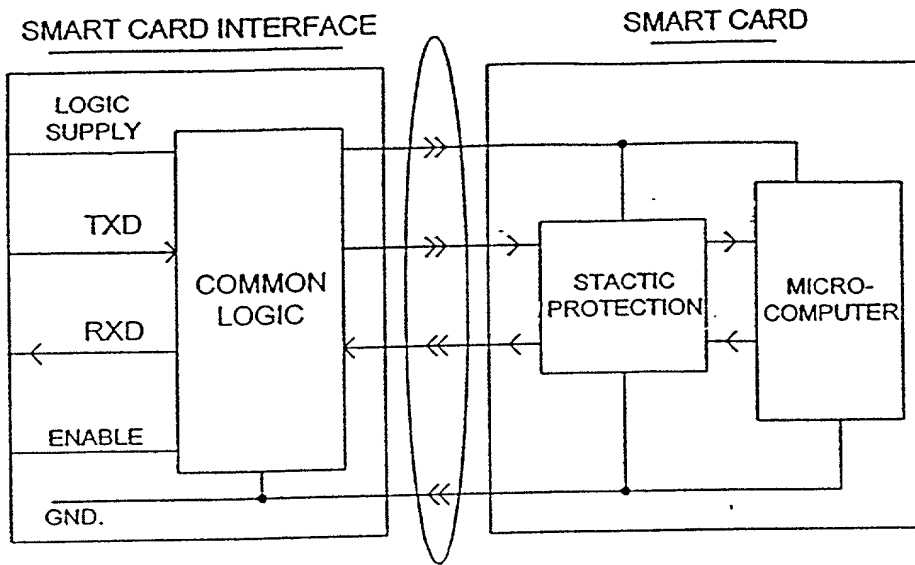 SMART CARD INTERFACE
SMART CARD
LOGIC
SUPPLY
TXD
COMMON
LOGIC
RXD
ENABLE
GND.
STACTIC
PROTECTION
MICRO-
COMPUTER